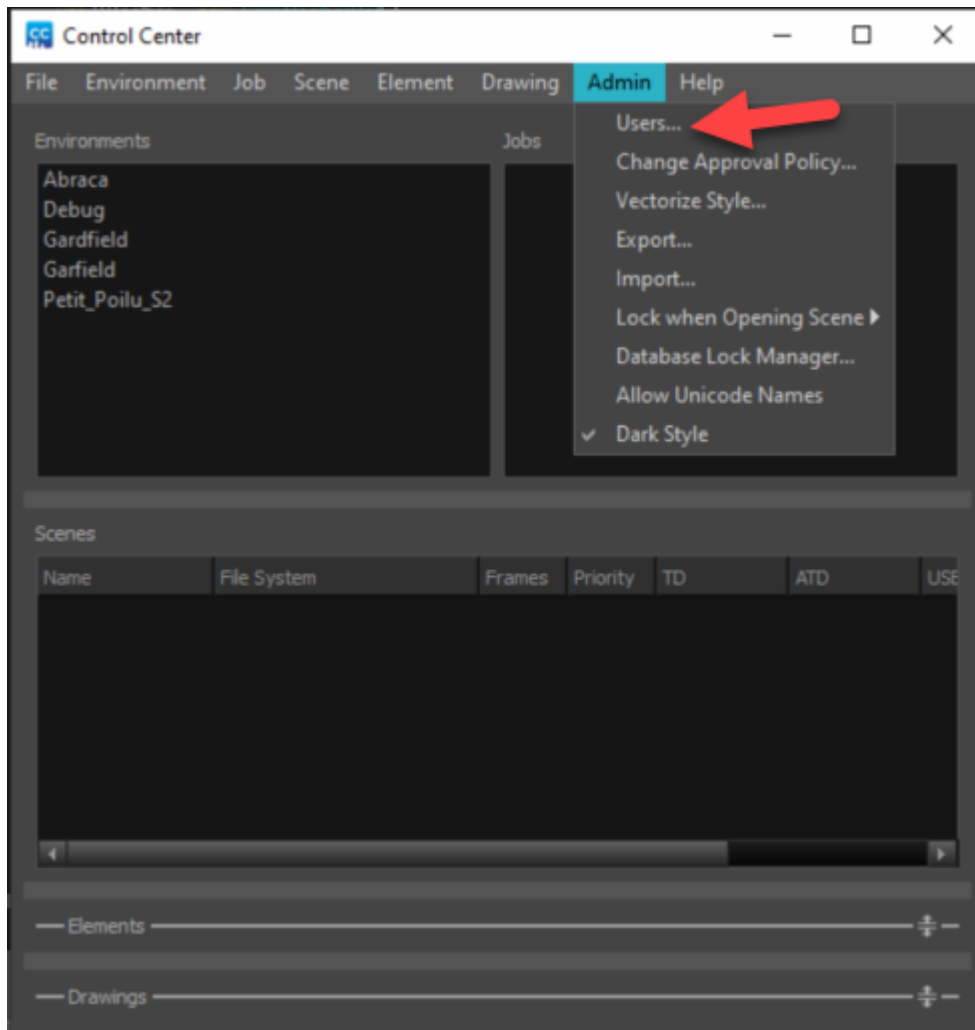 CC
Control Center
File Environment Job Scene Element Drawing Admin Help
Users...
Change Approval Policy...
Vectorize Style...
Export...
Import...
Lock when Opening Scene
Database Lock Manager...
Allow Unicode Names
Dark Style
Environments
Abraca
Debug
Gardfield
Garfield
Petit_Poilu_S2
Jobs
Scenes
Name File System Frames Priority TD ATD USE
Elements
Drawings